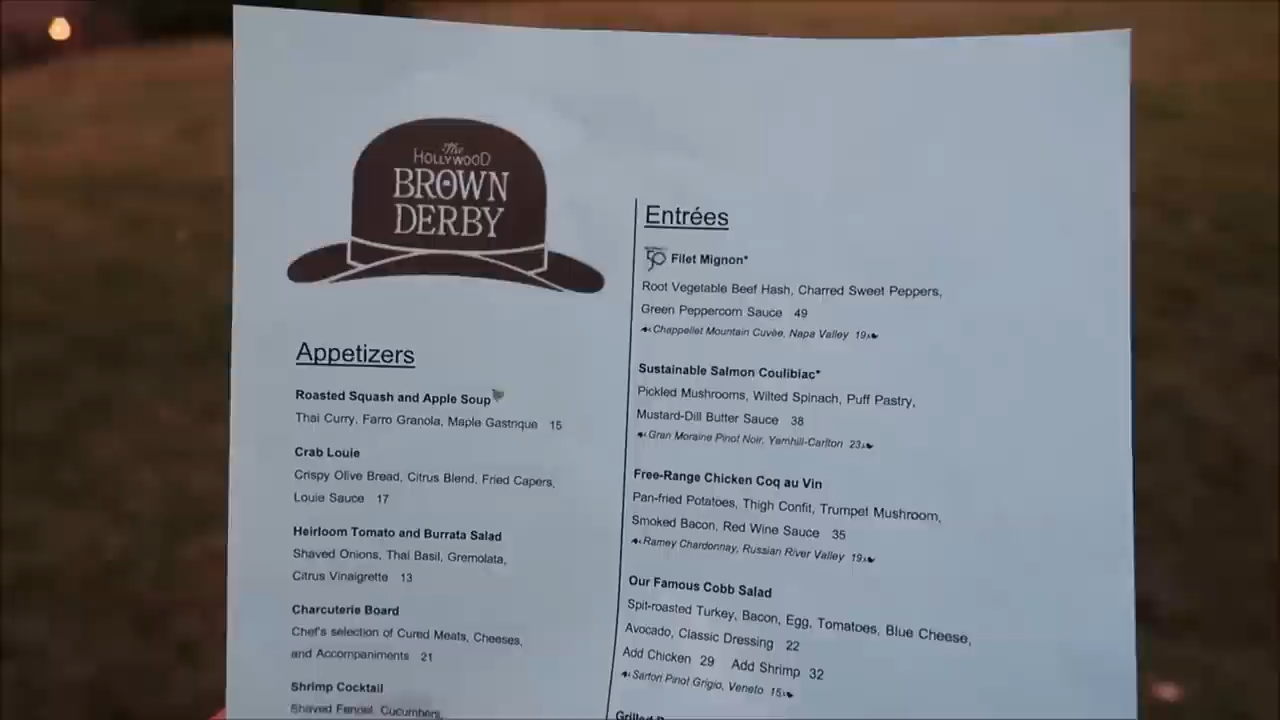 The
HOLLYWOOD
BROWN
DERBY
Appetizers
Roasted Squash and Apple Soup
Thai Curry, Farro Granola, Maple Gastrique 15
Crab Louie
Crispy Olive Bread, Citrus Blend, Fried Capers,
Louie Sauce 17
Heirloom Tomato and Burrata Salad
Shaved Onions, Thai Basil, Gremolata,
Citrus Vinaigrette 13
Charcuterie Board
Chef's selection of Cured Meats, Cheeses,
and Accompaniments 21
Shrimp Cocktail
Shaved Fennel, Cucumbers,
Entrées
50 Filet Mignon*
Root Vegetable Beef Hash, Charred Sweet Peppers,
Green Peppercorn Sauce 49
Chappellet Mountain Cuvée, Napa Valley 19
Sustainable Salmon Coulibiac*
Pickled Mushrooms, Wilted Spinach, Puff Pastry,
Mustard-Dill Butter Sauce 38
Gran Moraine Pinot Noir, Yamhill-Carlton 23
Free-Range Chicken Coq au Vin
Pan-fried Potatoes, Thigh Confit, Trumpet Mushroom,
Smoked Bacon, Red Wine Sauce 35
Ramey Chardonnay, Russian River Valley 19
Our Famous Cobb Salad
Spit-roasted Turkey, Bacon, Egg, Tomatoes, Blue Cheese,
Avocado, Classic Dressing 22
Add Chicken 29 Add Shrimp 32
Sartori Pinot Grigio, Veneto 15
Grilled